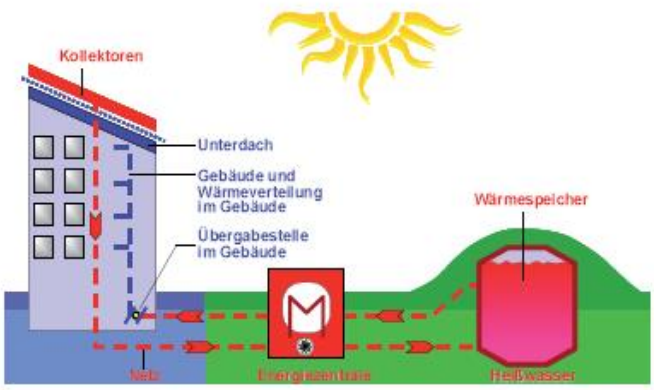 Kollektoren
Unterdach
Gebäude und
Wärmeverteilung
im Gebäude
Wärmespeicher
Übergabestelle
im Gebäude
M
Netz
Energiezentrale
Heißwasser